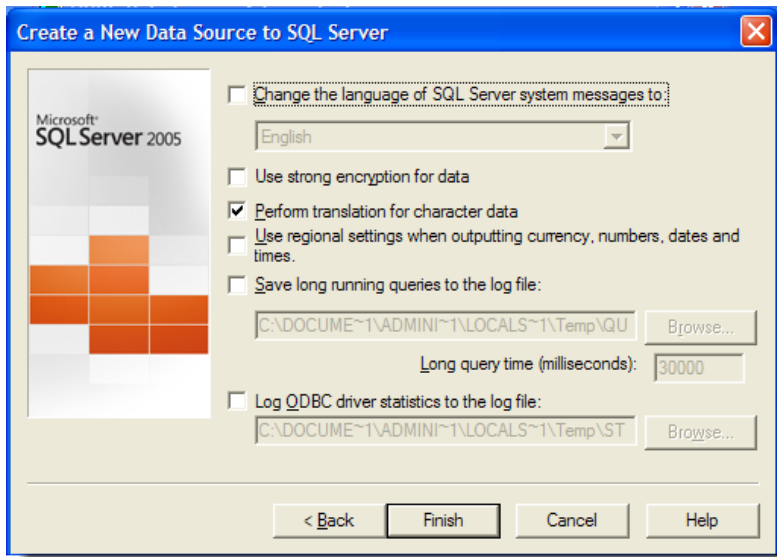 Create a New Data Source to SQL Server
Microsoft®
SQL Server 2005
Change the language of SQL Server system messages to:
English
Use strong encryption for data
Perform translation for character data
Use regional settings when outputting currency, numbers, dates and
times.
Save long running queries to the log file:
C:\DOCUME~1\ADMINI~1\LOCALS~1\Temp\QU
Browse...
Long query time (milliseconds):
30000
Log ODBC driver statistics to the log file:
C:\DOCUME~1\ADMINI~1\LOCALS~1\Temp\ST
Browse...
< Back
Finish
Cancel
Help